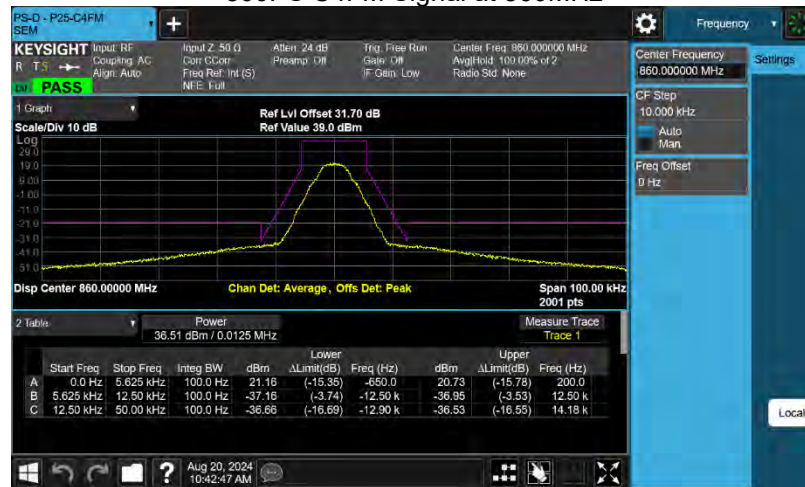 PS-D - P25-C4FM
SEM
Frequency
KEYSIGHT
Input: RF
Coupling: AC
Align: Auto
Input Z: 50 Ω
Corr CCorr
Freq Ref: Int (S)
NFE: Full
Atten: 24 dB
Preamp: Off
Trig: Free Run
Gate: Off
IF Gain: Low
Center Freq: 860.000000 MHz
Avg|Hold: 100.00% of 2
Radio Std: None
PASS
Center Frequency
860.000000 MHz
Settings
CF Step
10.000 kHz
Auto
Man
Freq Offset
0 Hz
1 Graph
Scale/Div 10 dB
Ref Lvl Offset 31.70 dB
Ref Value 39.0 dBm
Log
29.0
19.0
9.00
-1.00
-11.0
-21.0
-31.0
-41.0
-51.0
Disp Center 860.00000 MHz
Chan Det: Average, Offs Det: Peak
Span 100.00 kHz
2001 pts
2 Table
Power
36.51 dBm / 0.0125 MHz
Measure Trace
Trace 1
Lower Upper
Start Freq Stop Freq Integ BW dBm ΔLimit(dB) Freq (Hz) dBm ΔLimit(dB) Freq (Hz)
A 0.0 Hz 5.625 kHz 100.0 Hz 21.16 (-15.35) -650.0 20.73 (-15.78) 200.0
B 5.625 kHz 12.50 kHz 100.0 Hz -37.16 (-3.74) -12.50 k -36.95 (-3.53) 12.50 k
C 12.50 kHz 50.00 kHz 100.0 Hz -36.66 (-16.69) -12.90 k -36.53 (-16.55) 14.18 k
Local
Aug 20, 2024
10:42:47 AM